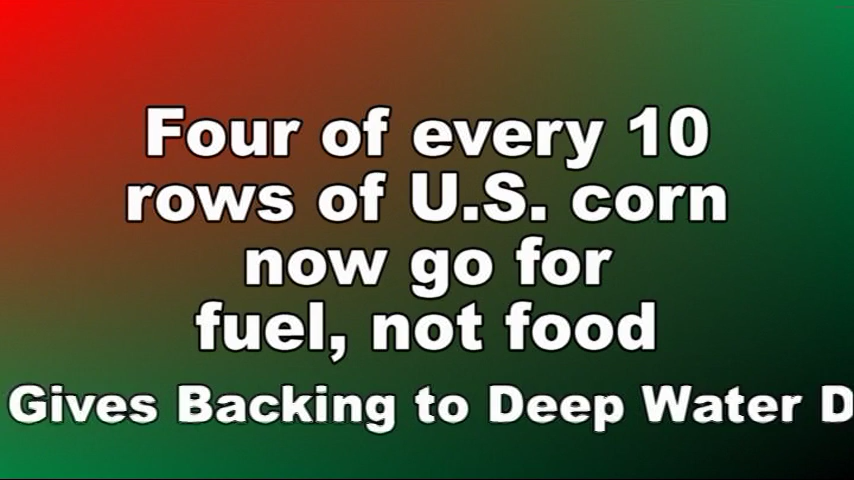 Four of every 10
rows of U.S. corn
now go for
fuel, not food
Gives Backing to Deep Water D